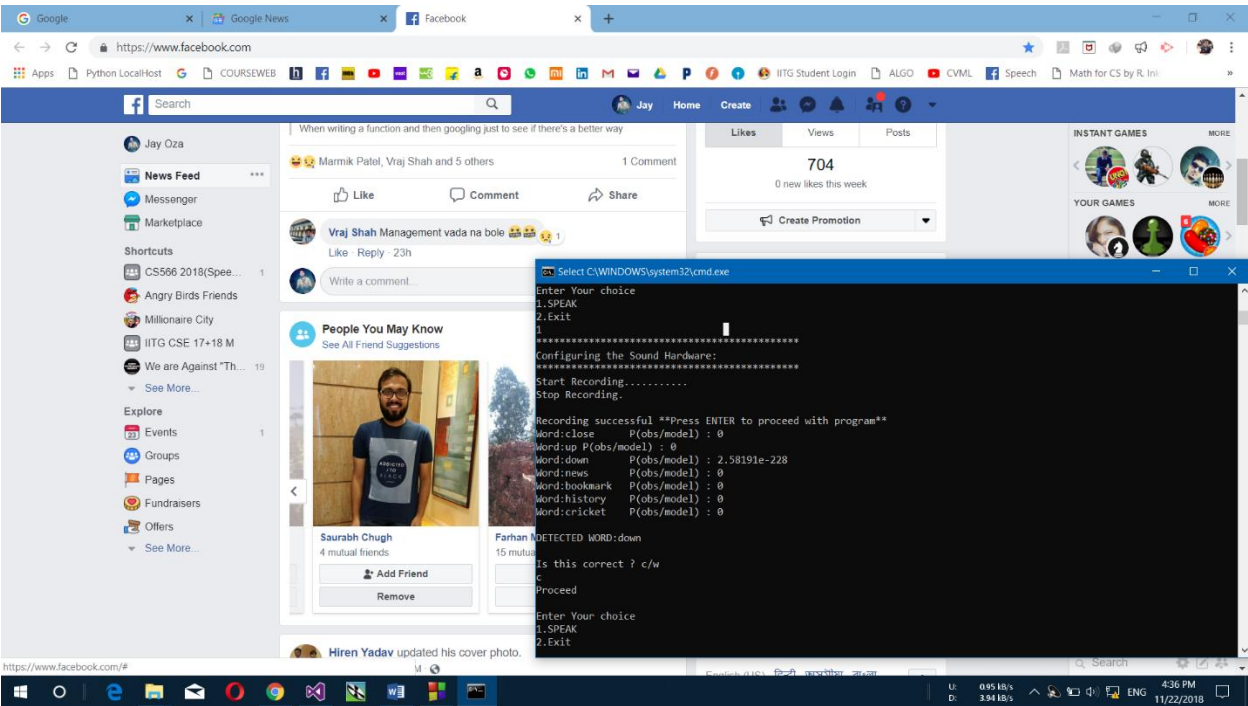 Google
Google News
Facebook
https://www.facebook.com
Apps
Python LocalHost
COURSEWEB
IITG Student Login
ALGO
CVML
Speech
Math for CS by R. In
»
Search
Jay
Home
Create
Jay Oza
News Feed
Messenger
Marketplace
Shortcuts
CS566 2018(Spee... 1
Angry Birds Friends
Millionaire City
IITG CSE 17+18 M
We are Against "Th... 19
See More...
Explore
Events 1
Groups
Pages
Fundraisers
Offers
See More...
When writing a function and then googling just to see if there's a better way
Marmik Patel, Vraj Shah and 5 others
1 Comment
Like
Comment
Share
Vraj Shah Management vada na bole
1
Like · Reply · 23h
Write a comment...
People You May Know
See All Friend Suggestions
ADDICTED
TO
BLACK
Saurabh Chugh
4 mutual friends
Add Friend
Remove
Farhan
15 mutua
Hiren Yadav updated his cover photo.
Likes
Views
Posts
704
0 new likes this week
Create Promotion
INSTANT GAMES
MORE
YOUR GAMES
MORE
Select C:\WINDOWS\system32\cmd.exe
Enter Your choice
1.SPEAK
2.Exit
1
*********************************************
Configuring the Sound Hardware:
*********************************************
Start Recording...........
Stop Recording.
Recording successful **Press ENTER to proceed with program**
Word:close P(obs/model) : 0
Word:up P(obs/model) : 0
Word:down P(obs/model) : 2.58191e-228
Word:news P(obs/model) : 0
Word:bookmark P(obs/model) : 0
Word:history P(obs/model) : 0
Word:cricket P(obs/model) : 0
DETECTED WORD:down
Is this correct ? c/w
c
Proceed
Enter Your choice
1.SPEAK
2.Exit
Search
https://www.facebook.com/#
U: 0.95 kB/s
D: 3.94 kB/s
ENG
4:36 PM
11/22/2018